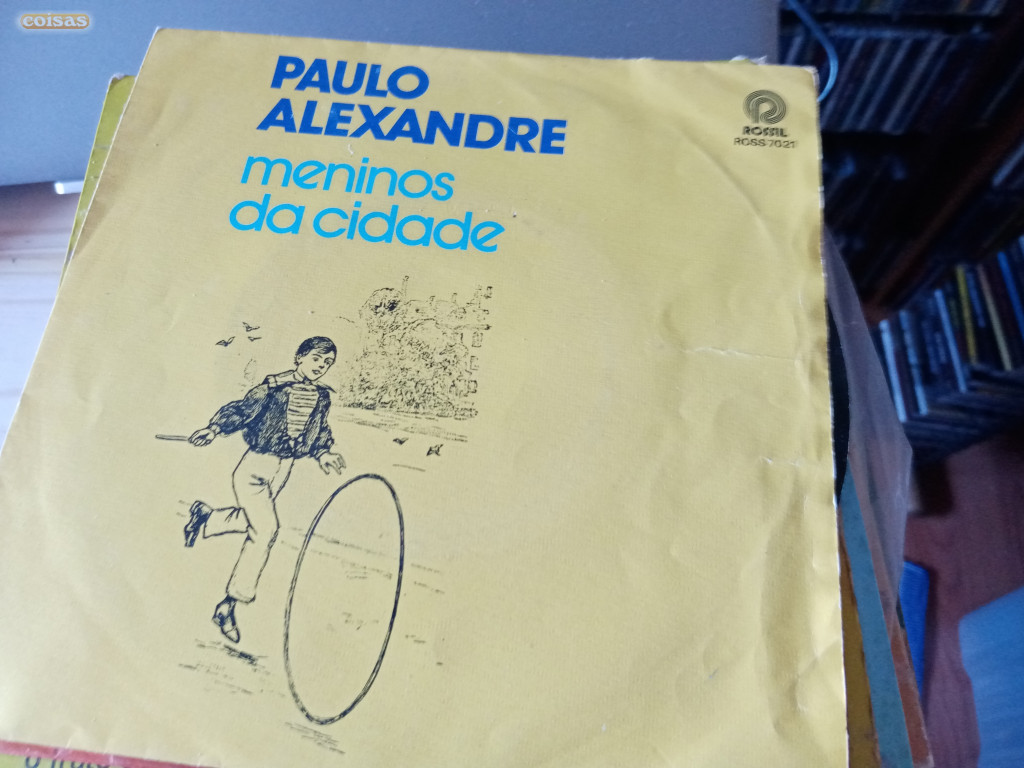 coisas
PAULO
ALEXANDRE
meninos
da cidade
ROSSIL
ROSS 7021